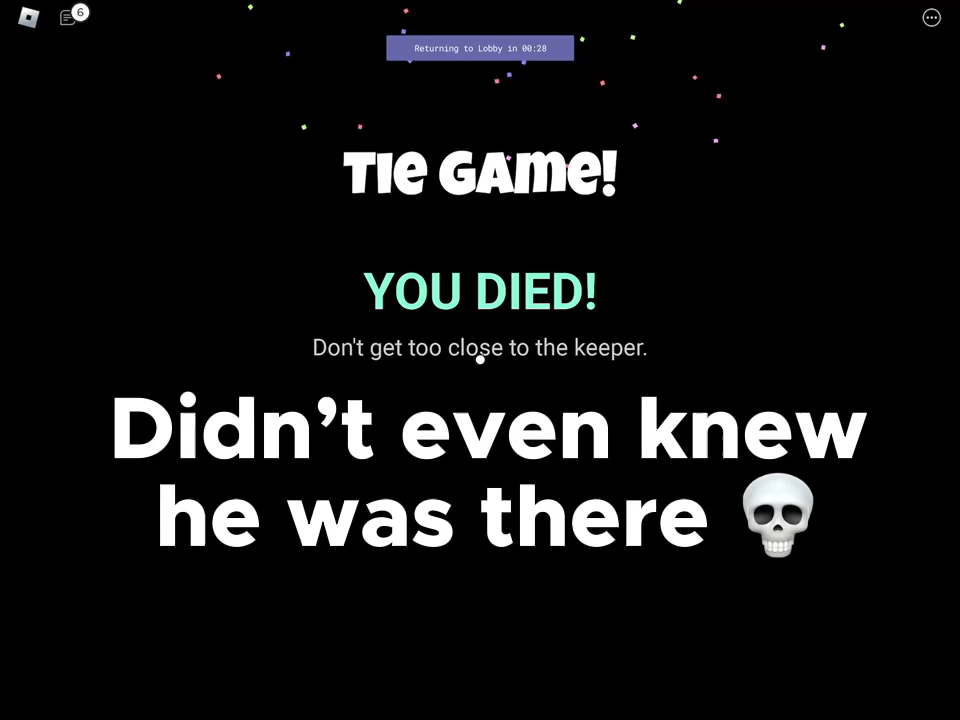 6
Returning to Lobby in 00:28
Tie Game!
YOU DIED!
Don't get too close to the keeper.
Didn’t even knew
he was there 💀